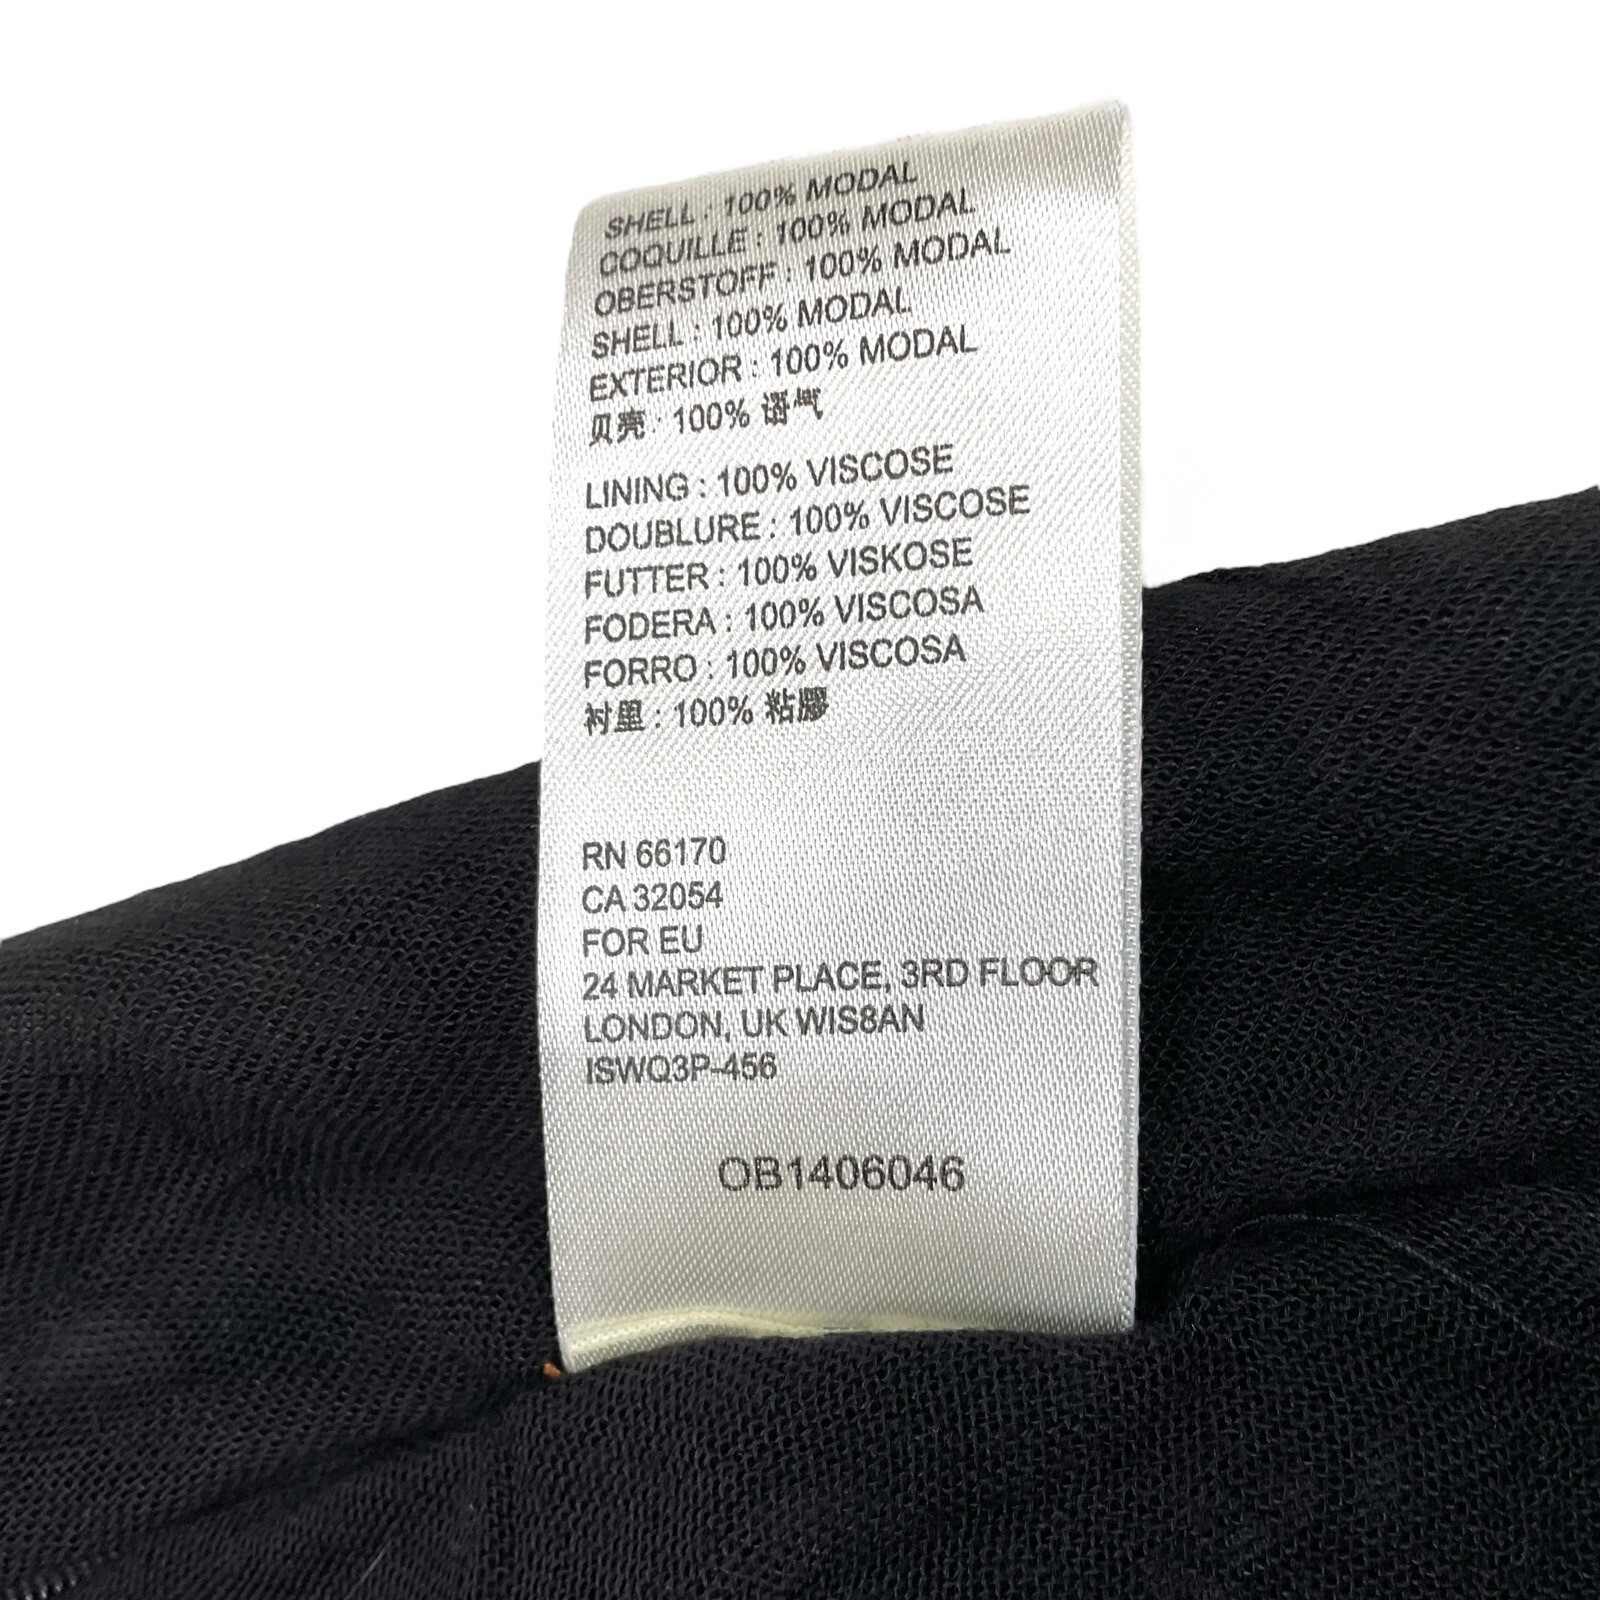 SHELL : 100% MODAL
COQUILLE : 100% MODAL
OBERSTOFF : 100% MODAL
SHELL : 100% MODAL
EXTERIOR : 100% MODAL
贝壳 : 100% 语气
LINING : 100% VISCOSE
DOUBLURE : 100% VISCOSE
FUTTER : 100% VISKOSE
FODERA : 100% VISCOSA
FORRO : 100% VISCOSA
衬里 : 100% 粘膠
RN 66170
CA 32054
FOR EU
24 MARKET PLACE, 3RD FLOOR
LONDON, UK WIS8AN
ISWQ3P-456
OB1406046